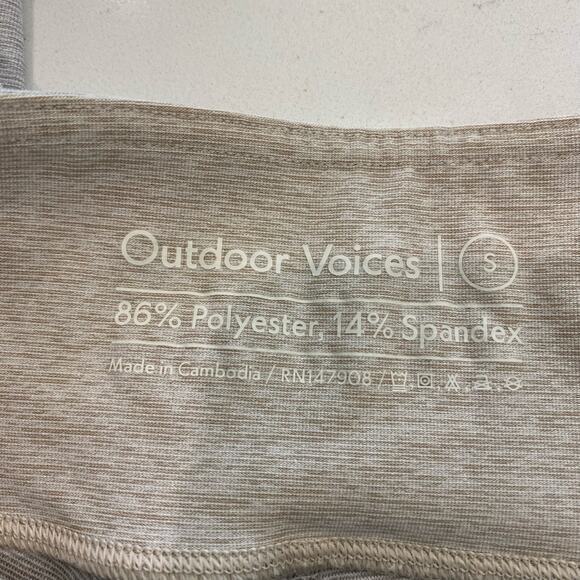 Outdoor Voices | S
86% Polyester, 14% Spandex
Made in Cambodia / RN147908 /